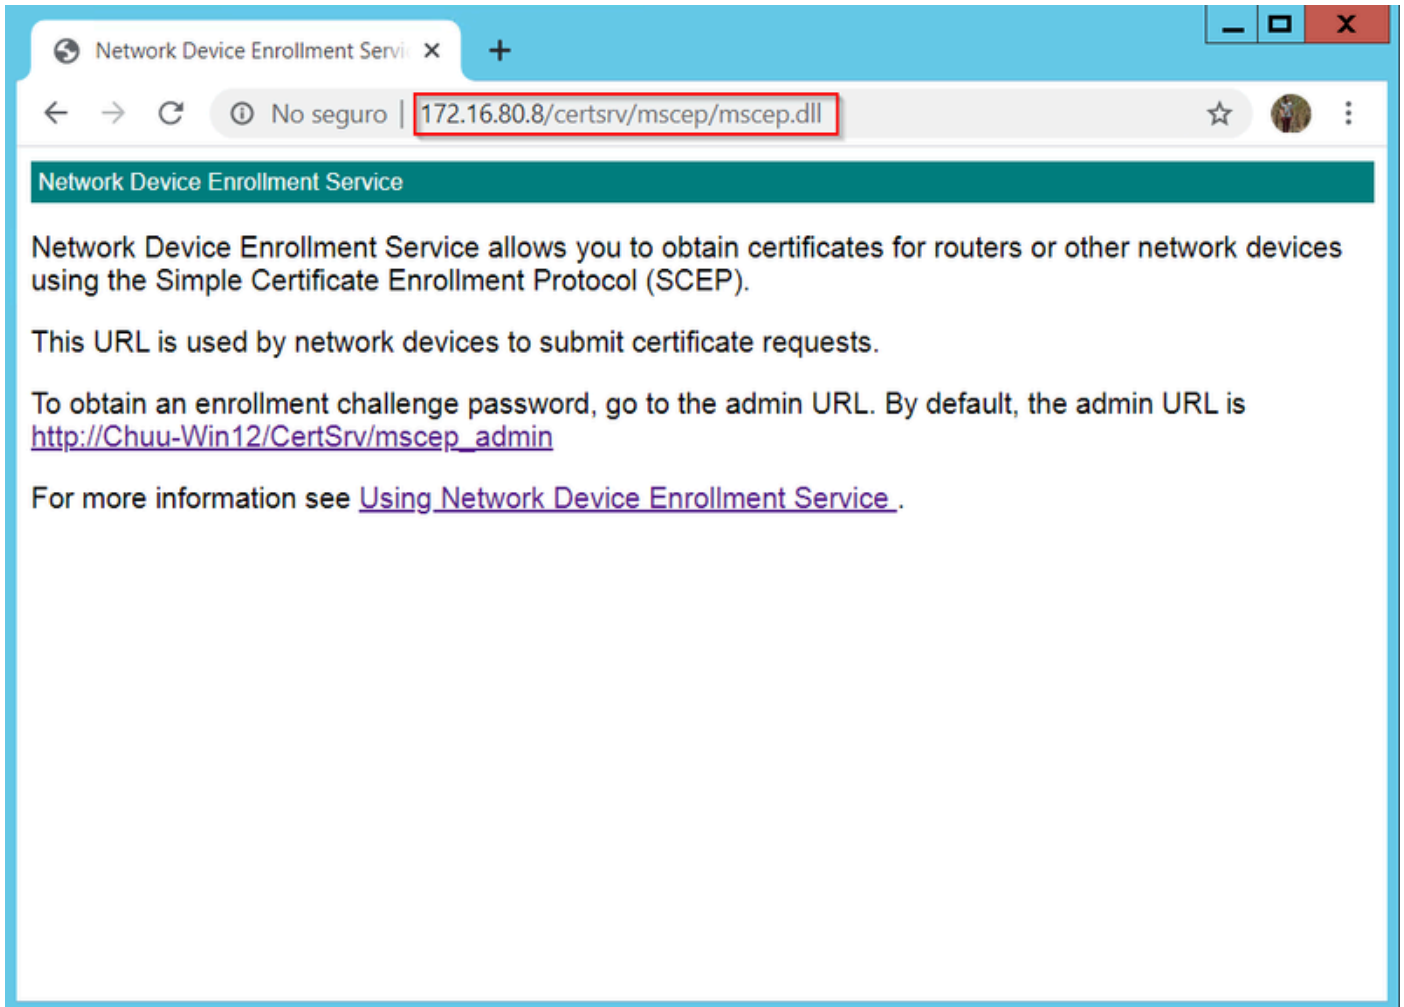 Network Device Enrollment Servi
No seguro | 172.16.80.8/certsrv/mscep/mscep.dll
Network Device Enrollment Service
Network Device Enrollment Service allows you to obtain certificates for routers or other network devices
using the Simple Certificate Enrollment Protocol (SCEP).
This URL is used by network devices to submit certificate requests.
To obtain an enrollment challenge password, go to the admin URL. By default, the admin URL is
http://Chuu-Win12/CertSrv/mscep_admin
For more information see Using Network Device Enrollment Service .